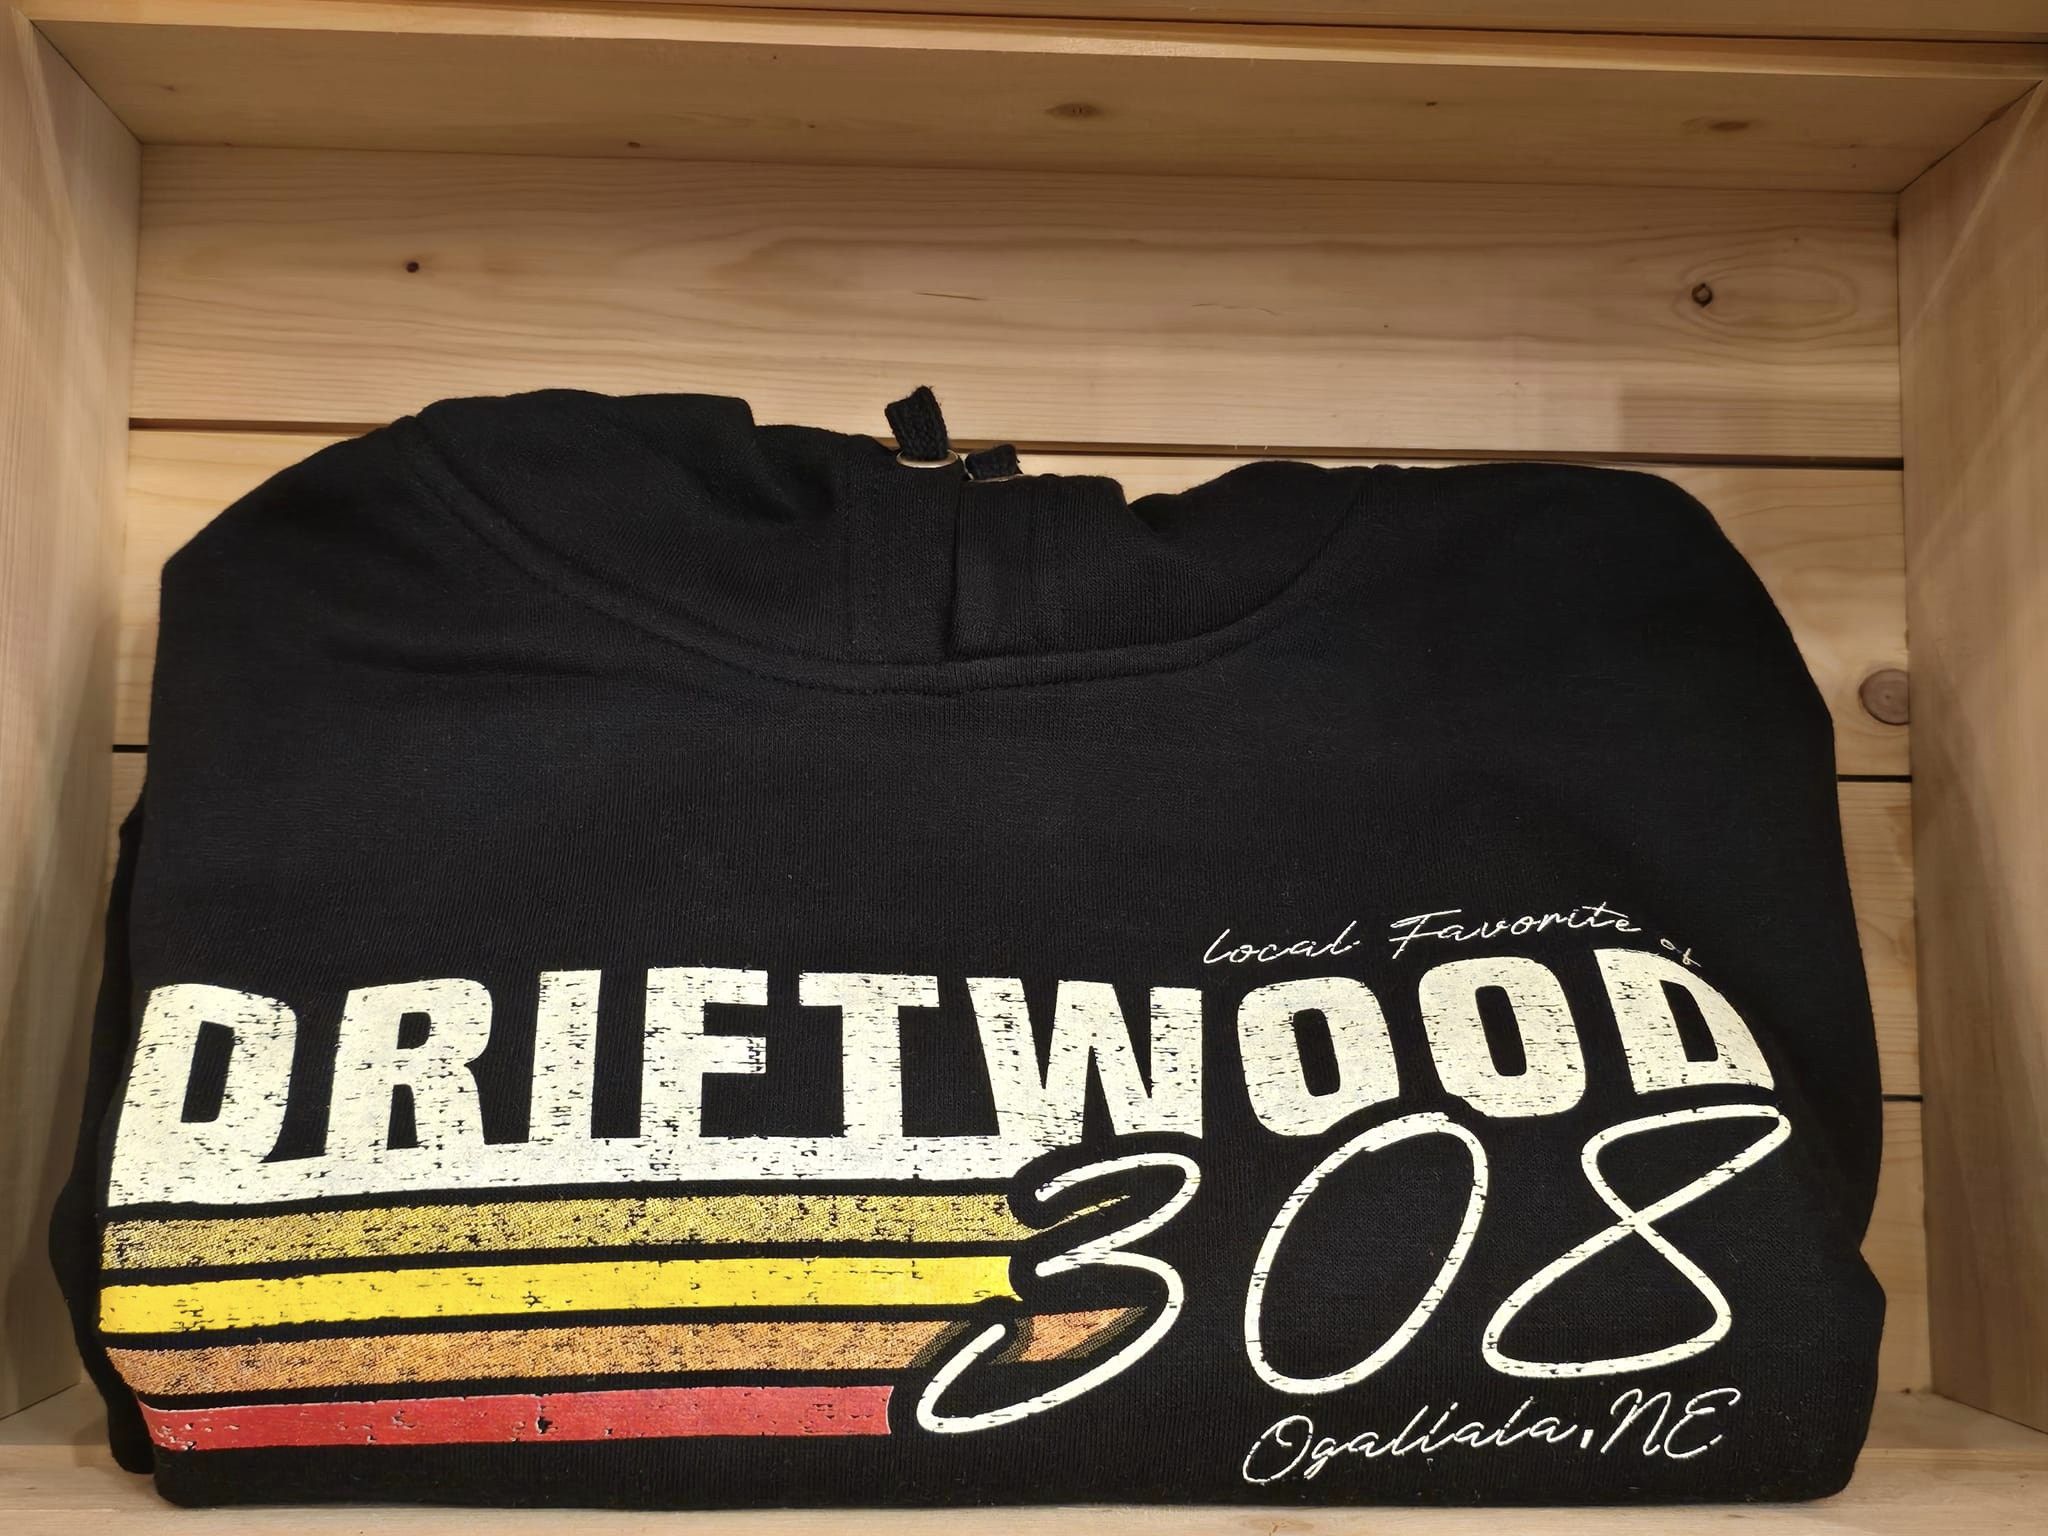 Local Favorite of
DRIFTWOOD
308
Ogallala, NE